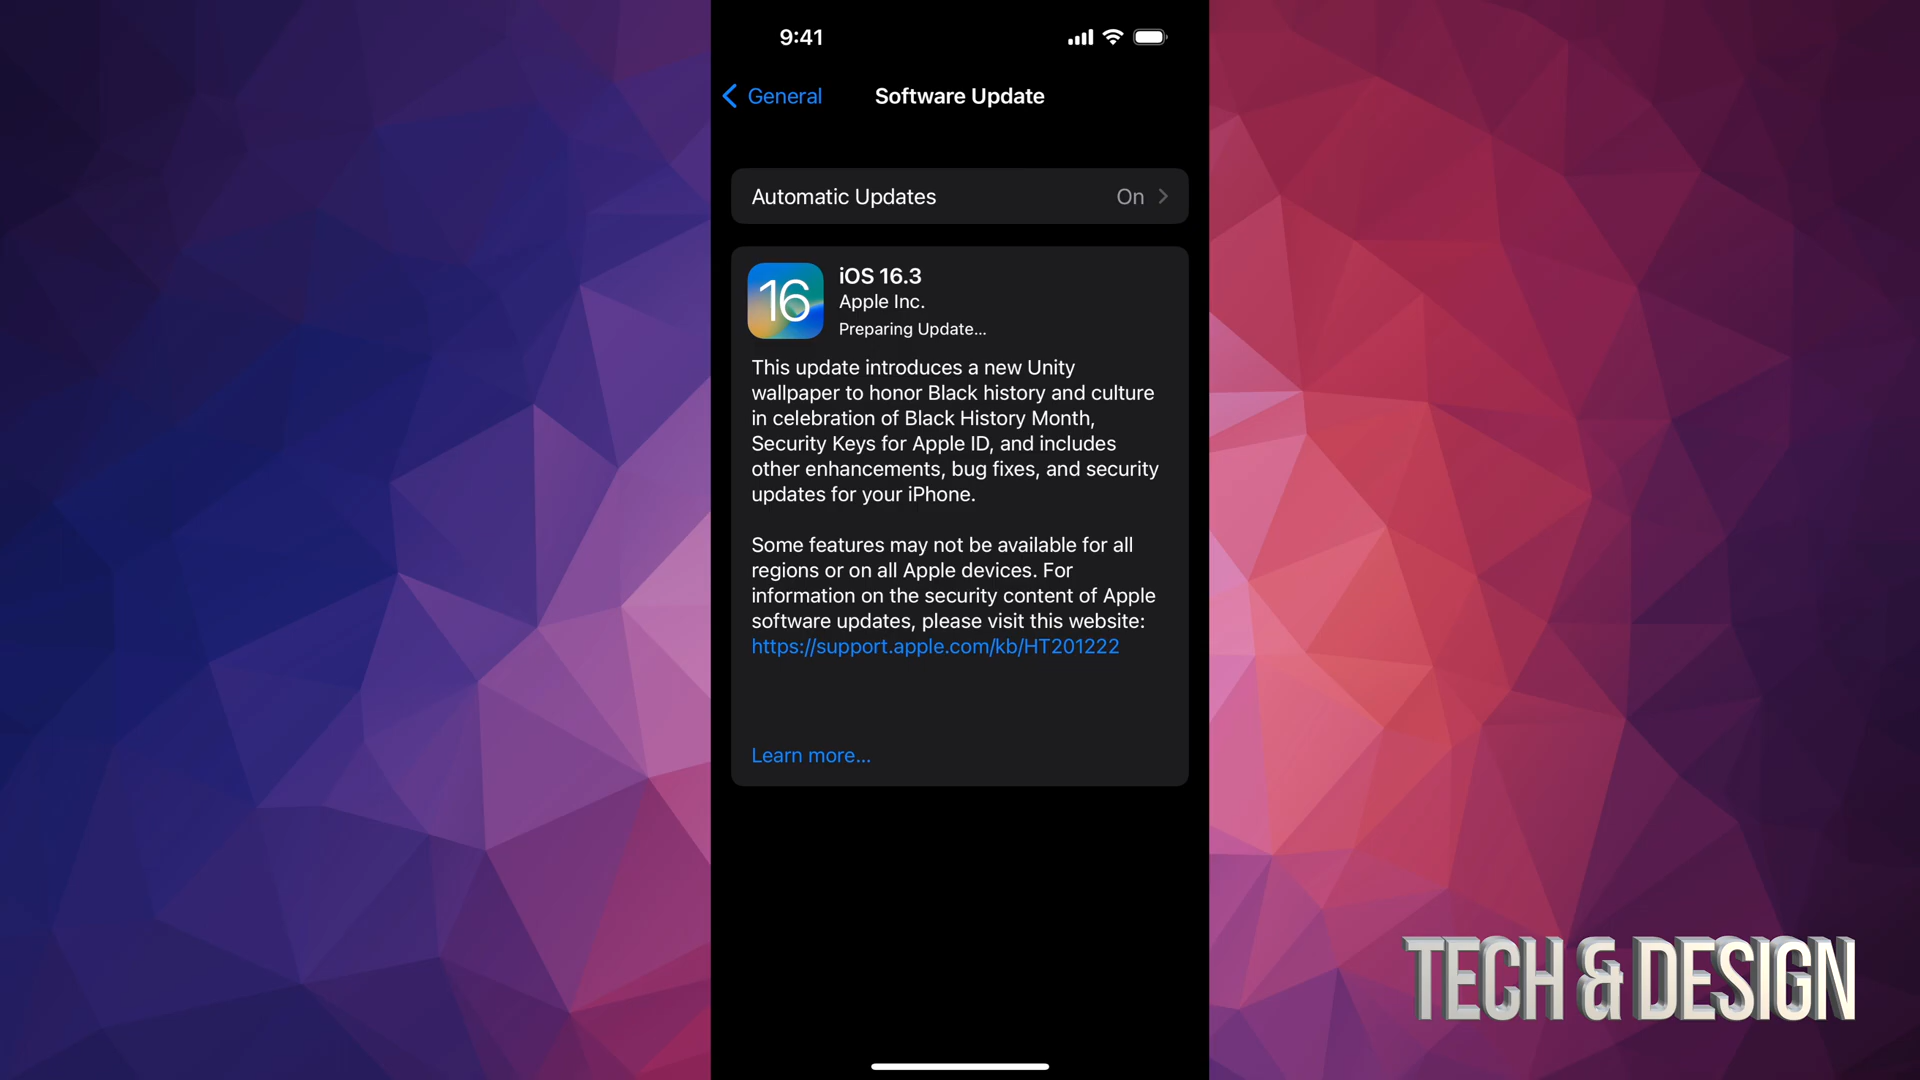 9:41
General
Software Update
Automatic Updates
On
16
iOS 16.3
Apple Inc.
Preparing Update...
This update introduces a new Unity
wallpaper to honor Black history and culture
in celebration of Black History Month,
Security Keys for Apple ID, and includes
other enhancements, bug fixes, and security
updates for your iPhone.
Some features may not be available for all
regions or on all Apple devices. For
information on the security content of Apple
software updates, please visit this website:
https://support.apple.com/kb/HT201222
Learn more...
TECH & DESIGN